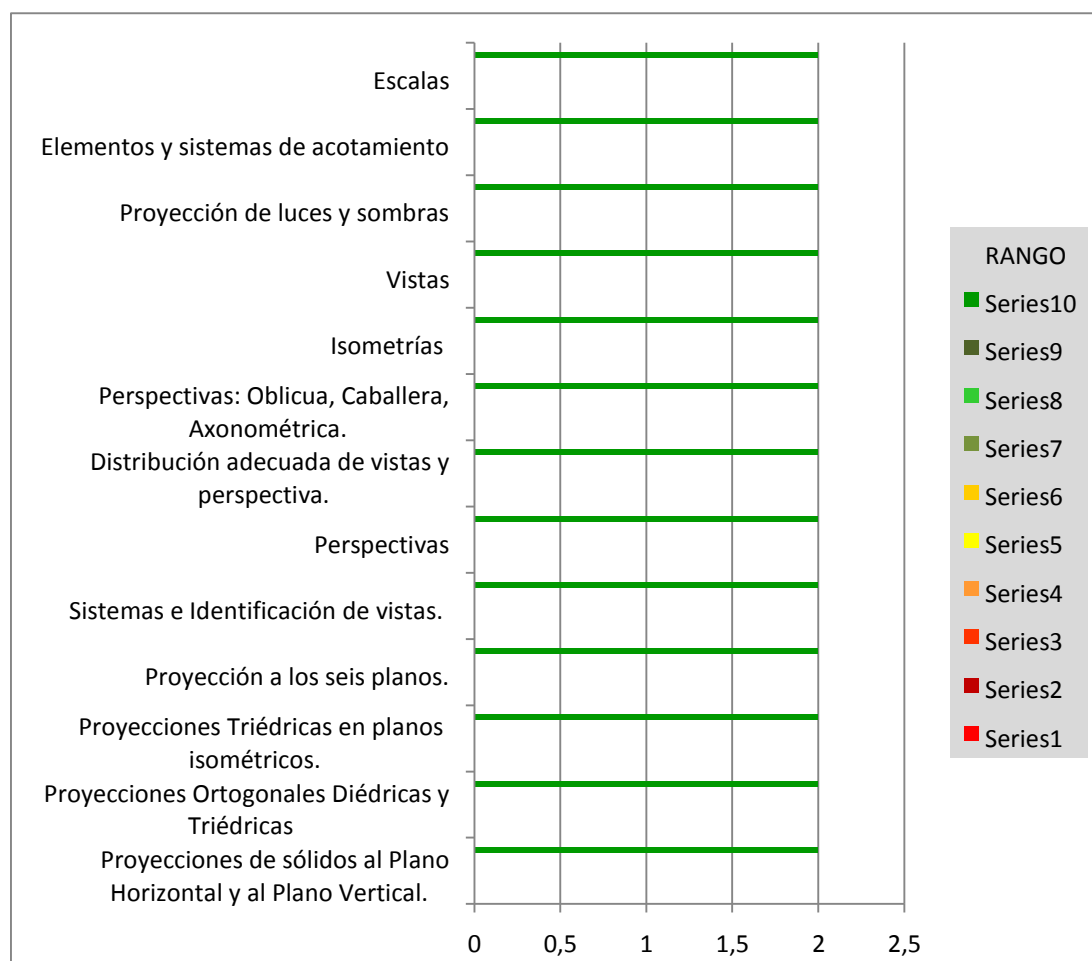 Escalas
Elementos y sistemas de acotamiento
Proyección de luces y sombras
Vistas
Isometrías
Perspectivas: Oblicua, Caballera,
Axonométrica.
Distribución adecuada de vistas y
perspectiva.
Perspectivas
Sistemas e Identificación de vistas.
Proyección a los seis planos.
Proyecciones Triédricas en planos
isométricos.
Proyecciones Ortogonales Diédricas y
Triédricas
Proyecciones de sólidos al Plano
Horizontal y al Plano Vertical.
0 0,5 1 1,5 2 2,5
RANGO
Series10
Series9
Series8
Series7
Series6
Series5
Series4
Series3
Series2
Series1